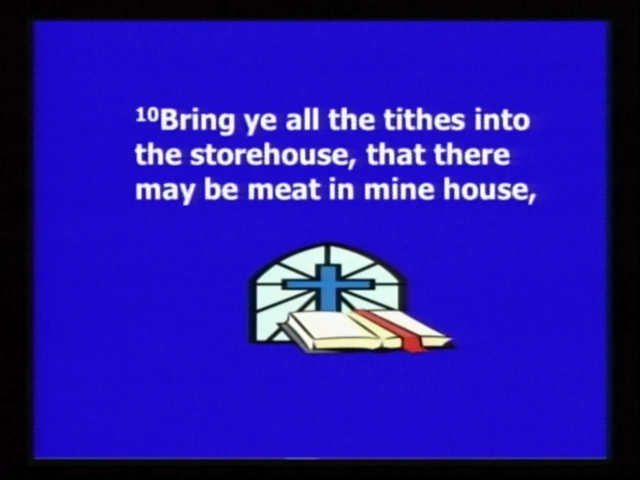 ¹⁰Bring ye all the tithes into
the storehouse, that there
may be meat in mine house,